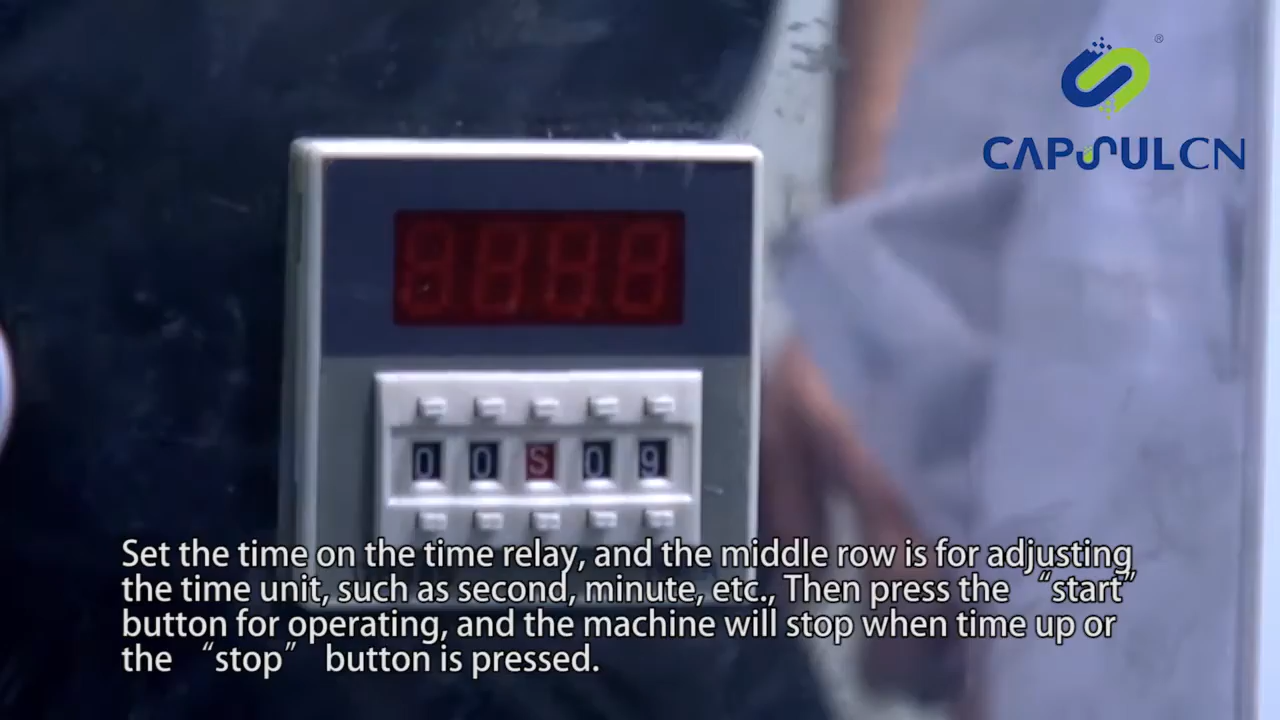 ®
CAPSULCN
8888
0 0 S 0 9
Set the time on the time relay, and the middle row is for adjusting
the time unit, such as second, minute, etc., Then press the “start”
button for operating, and the machine will stop when time up or
the “stop” button is pressed.